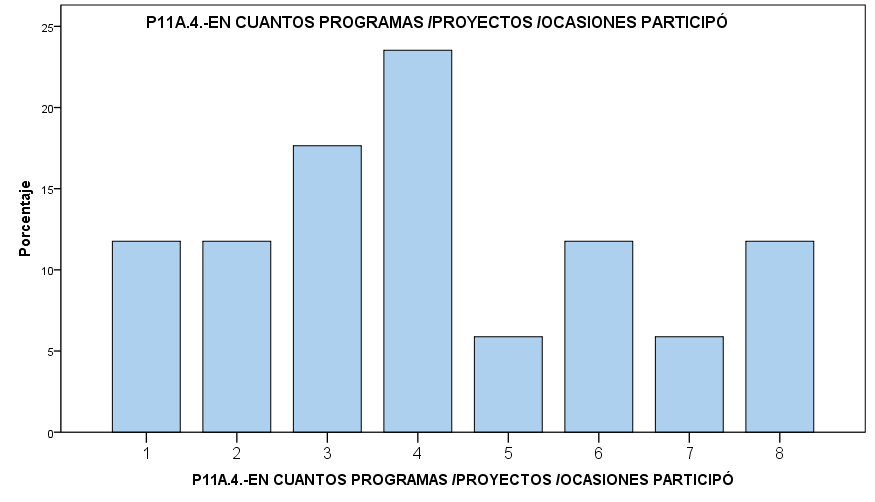 P11A.4.-EN CUANTOS PROGRAMAS /PROYECTOS /OCASIONES PARTICIPÓ
25
20
15
10
5
0
Porcentaje
1 2 3 4 5 6 7 8
P11A.4.-EN CUANTOS PROGRAMAS /PROYECTOS /OCASIONES PARTICIPÓ